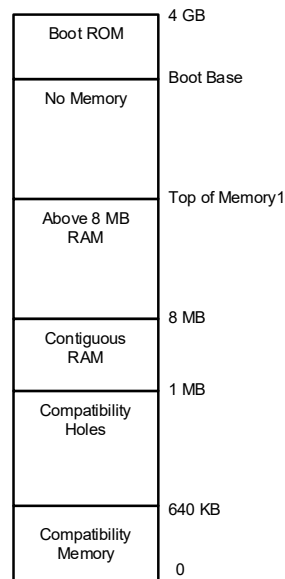 4 GB
Boot ROM
Boot Base
No Memory
Top of Memory1
Above 8 MB
RAM
8 MB
Contiguous
RAM
1 MB
Compatibility
Holes
640 KB
Compatibility
Memory
0